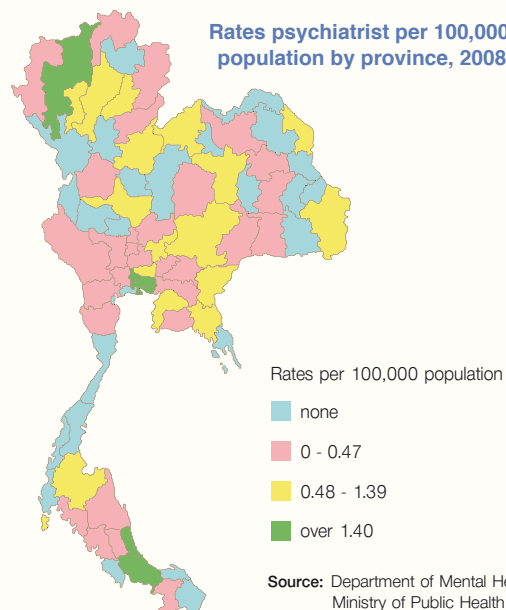 Rates psychiatrist per 100,000
population by province, 2008
Rates per 100,000 population
none
0 - 0.47
0.48 - 1.39
over 1.40
Source: Department of Mental He
Ministry of Public Health